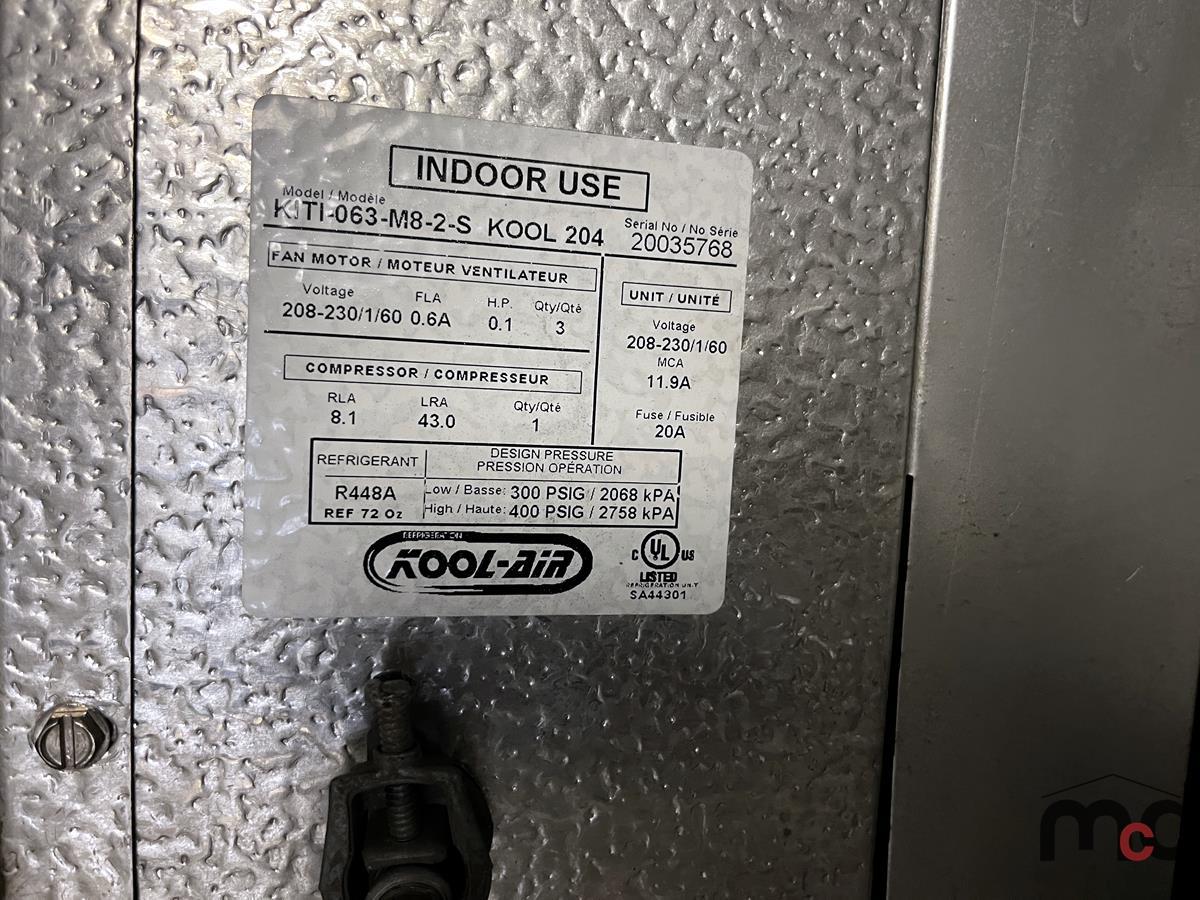 INDOOR USE
Model / Modèle
KITI-063-M8-2-S KOOL 204
Serial No / No Série
20035768
FAN MOTOR / MOTEUR VENTILATEUR
Voltage FLA H.P. Qty/Qté
208-230/1/60 0.6A 0.1 3
UNIT / UNITÉ
Voltage
208-230/1/60
MCA
11.9A
Fuse / Fusible
20A
COMPRESSOR / COMPRESSEUR
RLA LRA Qty/Qté
8.1 43.0 1
REFRIGERANT
R448A
REF 72 Oz
DESIGN PRESSURE
PRESSION OPÉRATION
Low / Basse: 300 PSIG / 2068 kPA
High / Haute: 400 PSIG / 2758 kPA
REFRIGERATION
KOOL-AIR
C UL US
LISTED
REFRIGERATION UNIT
SA44301